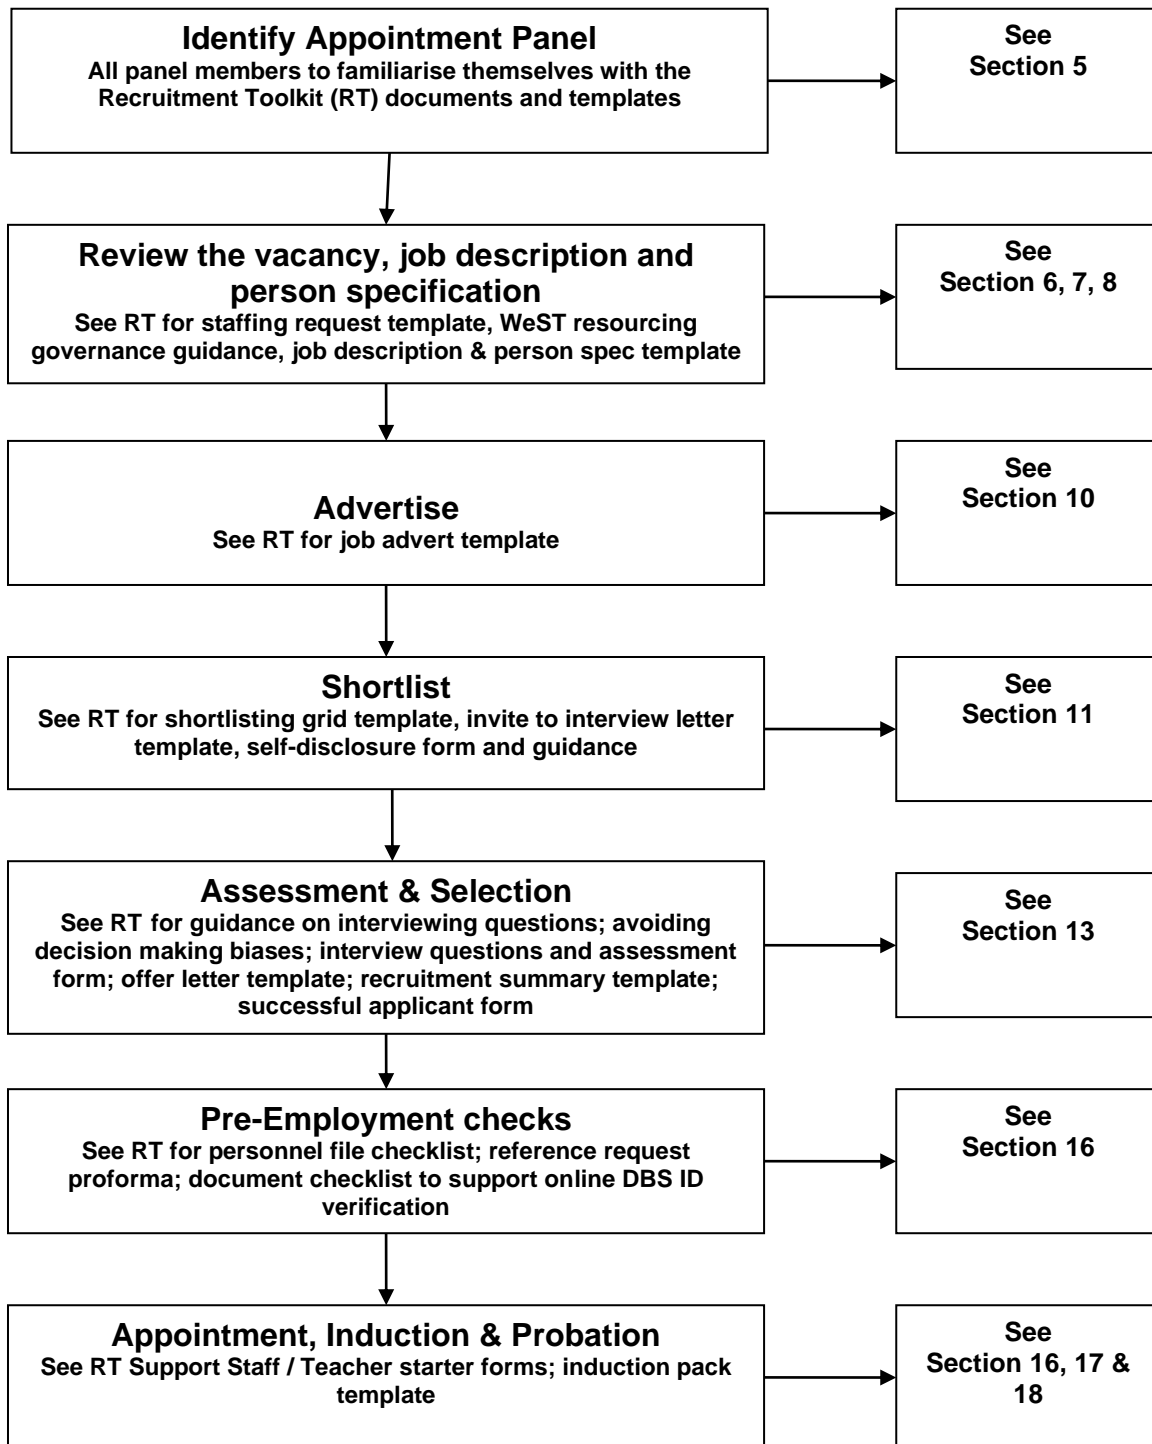 Identify Appointment Panel
All panel members to familiarise themselves with the
Recruitment Toolkit (RT) documents and templates
See
Section 5
Review the vacancy, job description and
person specification
See RT for staffing request template, WeST resourcing
governance guidance, job description & person spec template
See
Section 6, 7, 8
Advertise
See RT for job advert template
See
Section 10
Shortlist
See RT for shortlisting grid template, invite to interview letter
template, self-disclosure form and guidance
See
Section 11
Assessment & Selection
See RT for guidance on interviewing questions; avoiding
decision making biases; interview questions and assessment
form; offer letter template; recruitment summary template;
successful applicant form
See
Section 13
Pre-Employment checks
See RT for personnel file checklist; reference request
proforma; document checklist to support online DBS ID
verification
See
Section 16
Appointment, Induction & Probation
See RT Support Staff / Teacher starter forms; induction pack
template
See
Section 16, 17 &
18